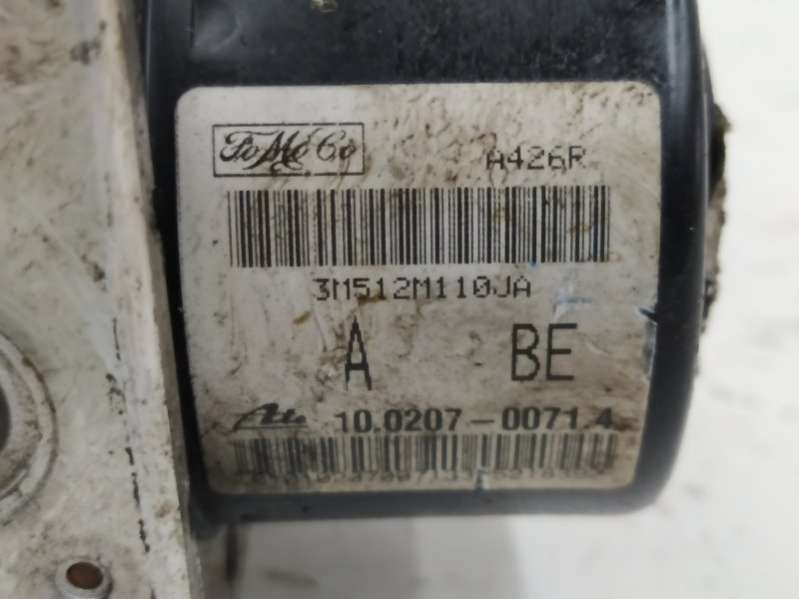 FoMoCo A426R
3M512M110JA
A BE
Ate 10.0207-0071.4